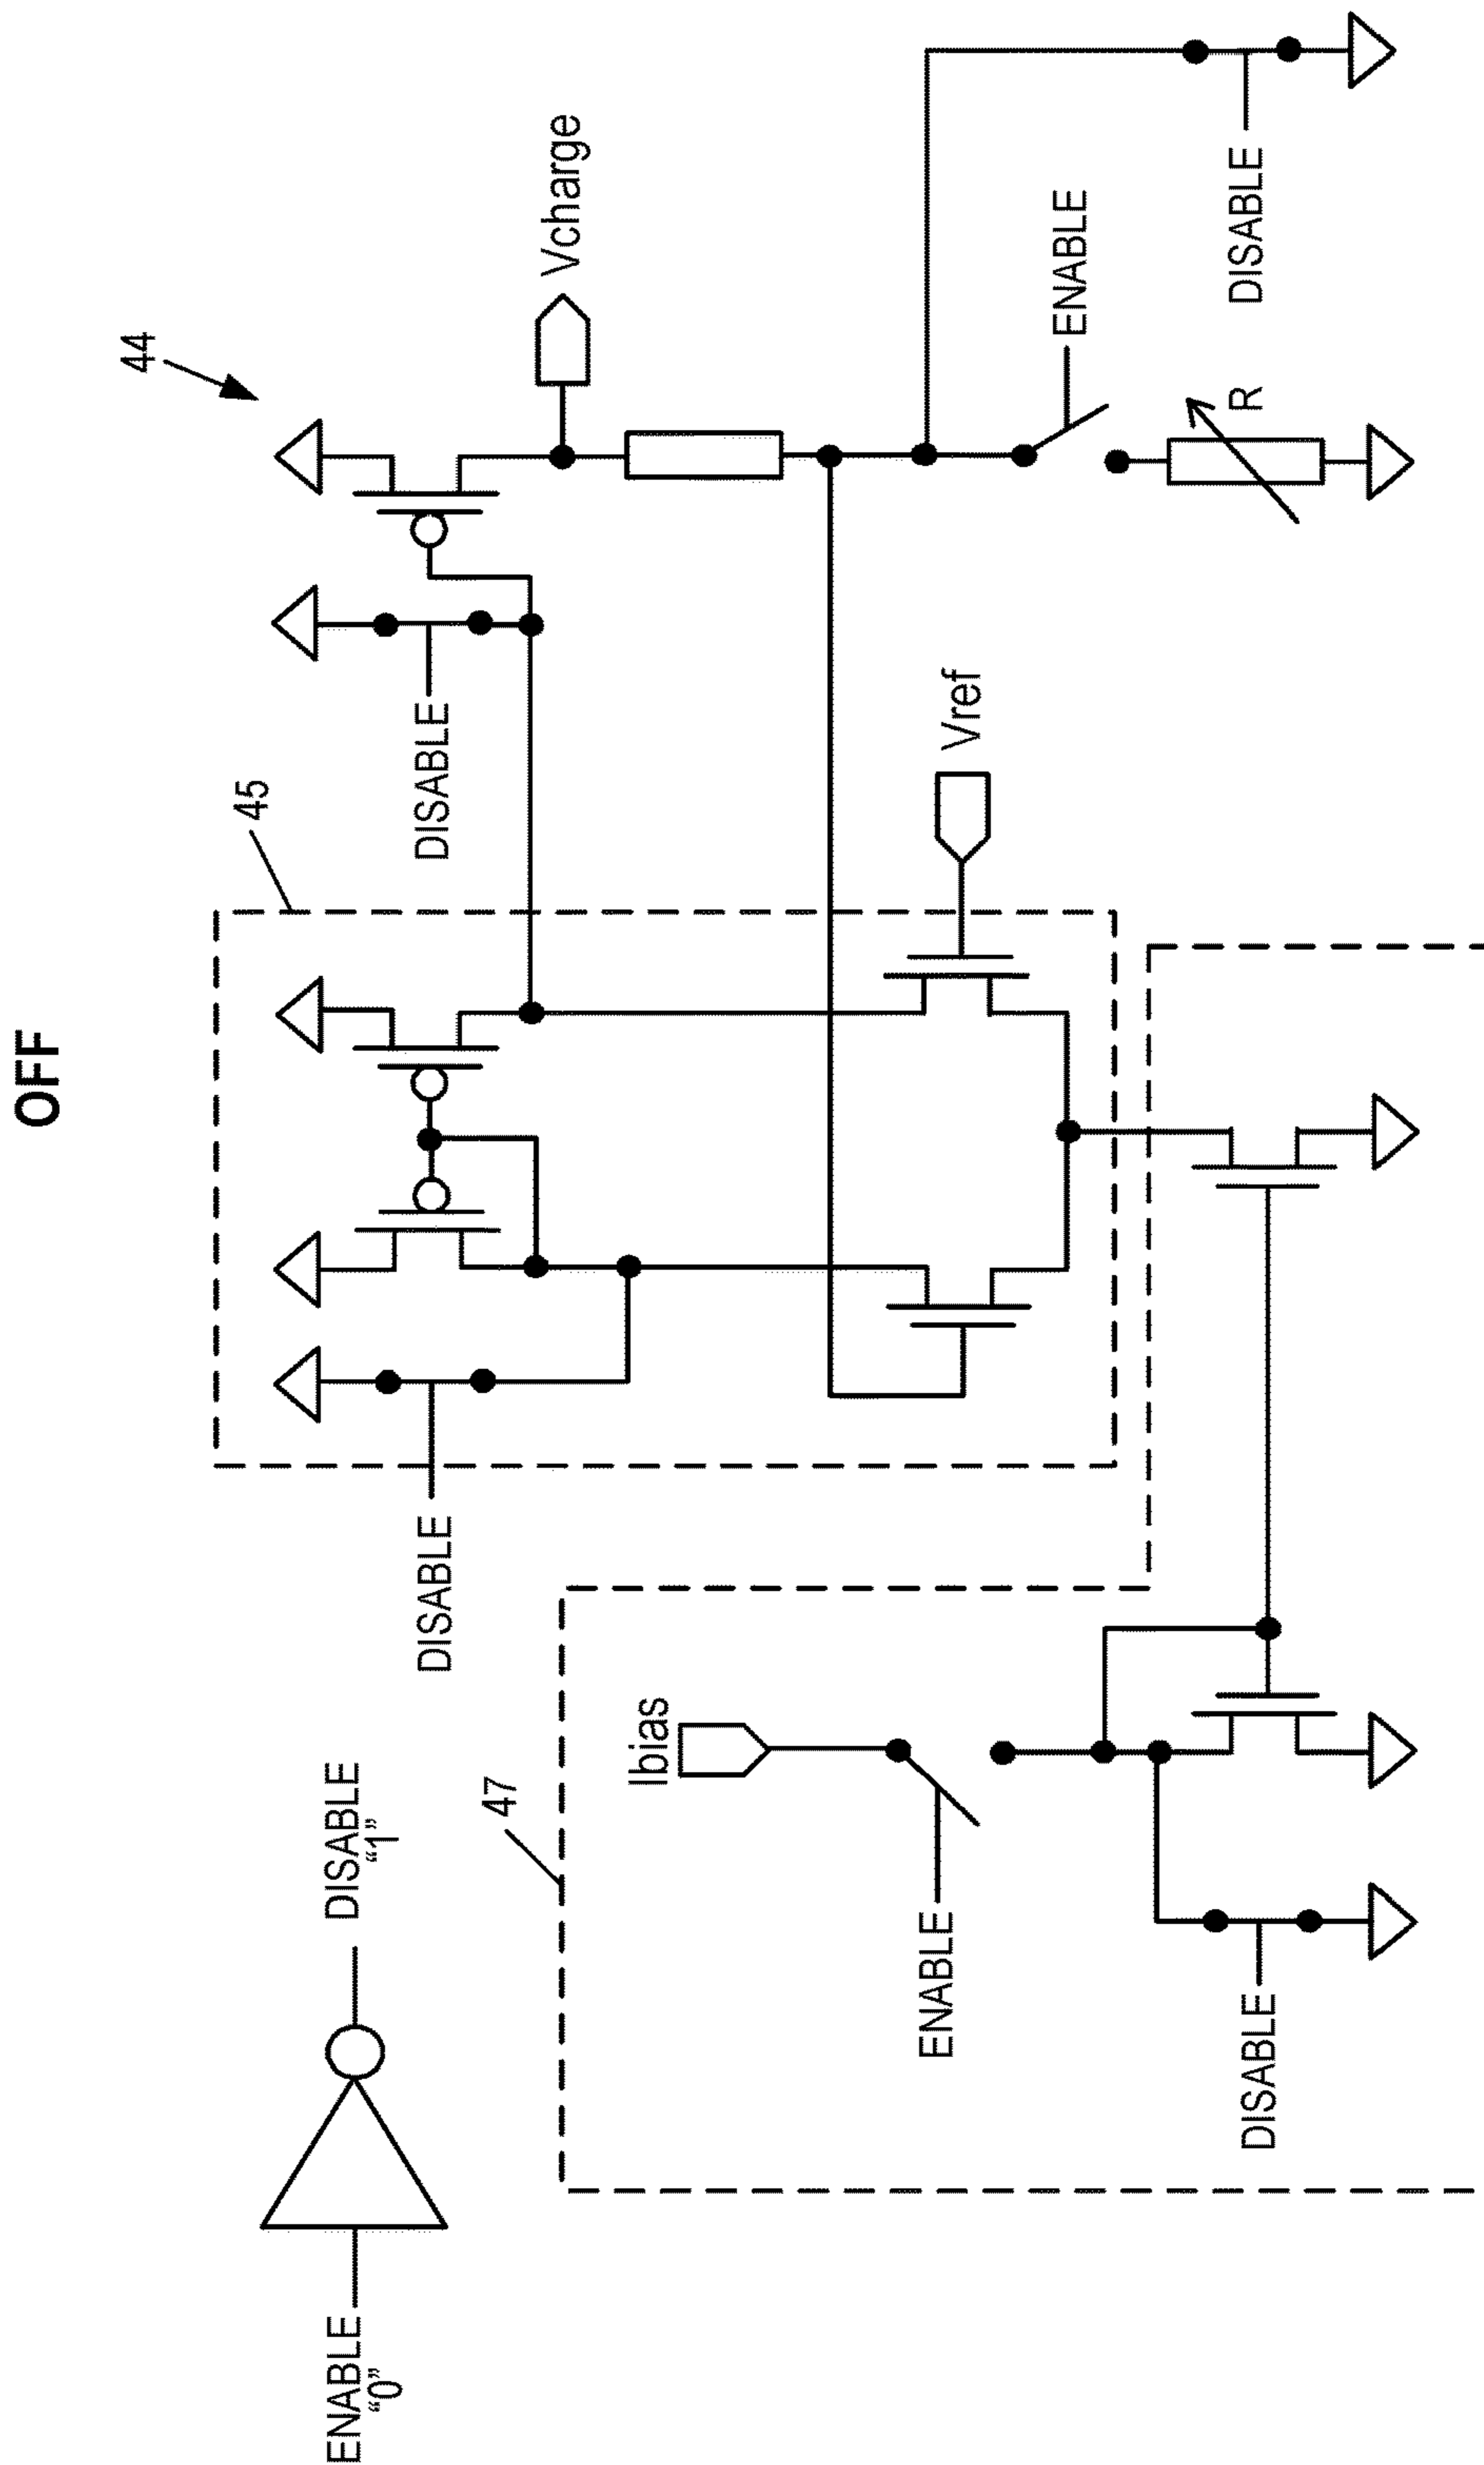 OFF
44
Vcharge
45
DISABLE
Vref
ENABLE
DISABLE
R
DISABLE
47
Ibias
ENABLE
DISABLE
ENABLE
“0”
DISABLE
“1”